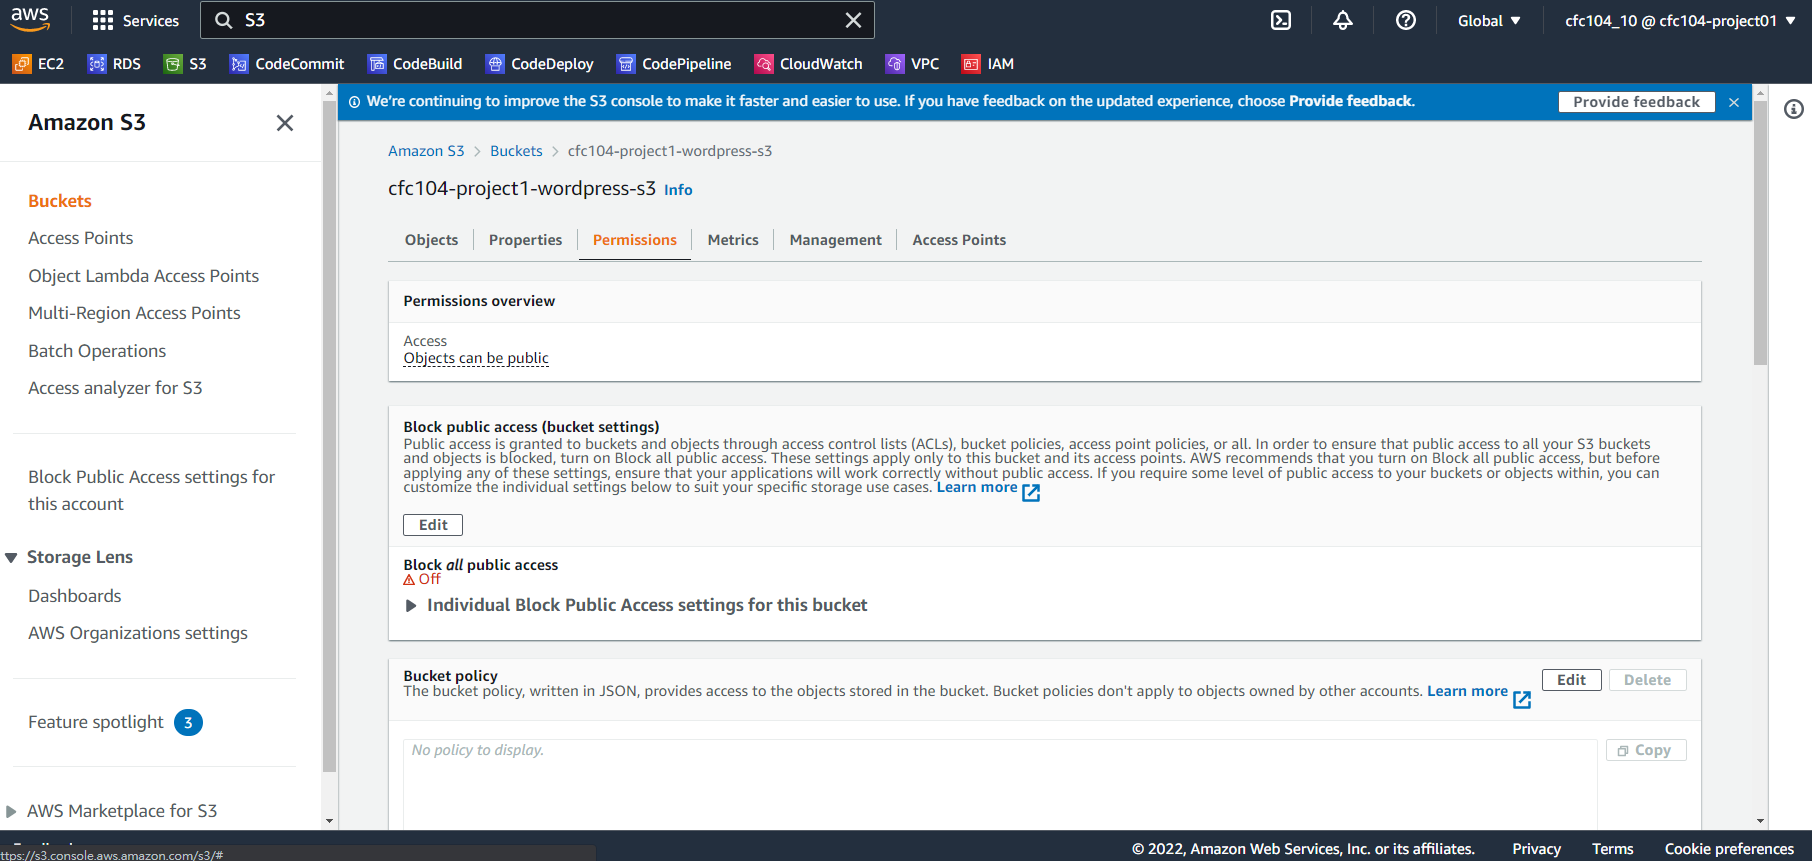 aws Services S3 Global cfc104_10 @ cfc104-project01
EC2 RDS S3 CodeCommit CodeBuild CodeDeploy CodePipeline CloudWatch VPC IAM
We're continuing to improve the S3 console to make it faster and easier to use. If you have feedback on the updated experience, choose Provide feedback. Provide feedback
Amazon S3
Buckets
Access Points
Object Lambda Access Points
Multi-Region Access Points
Batch Operations
Access analyzer for S3
Block Public Access settings for
this account
Storage Lens
Dashboards
AWS Organizations settings
Feature spotlight 3
AWS Marketplace for S3
Amazon S3 > Buckets > cfc104-project1-wordpress-s3
cfc104-project1-wordpress-s3 Info
Objects Properties Permissions Metrics Management Access Points
Permissions overview
Access
Objects can be public
Block public access (bucket settings)
Public access is granted to buckets and objects through access control lists (ACLs), bucket policies, access point policies, or all. In order to ensure that public access to all your S3 buckets
and objects is blocked, turn on Block all public access. These settings apply only to this bucket and its access points. AWS recommends that you turn on Block all public access, but before
applying any of these settings, ensure that your applications will work correctly without public access. If you require some level of public access to your buckets or objects within, you can
customize the individual settings below to suit your specific storage use cases. Learn more
Edit
Block all public access
Off
Individual Block Public Access settings for this bucket
Bucket policy
The bucket policy, written in JSON, provides access to the objects stored in the bucket. Bucket policies don't apply to objects owned by other accounts. Learn more
Edit Delete
No policy to display.
Copy
ttps://s3.console.aws.amazon.com/s3/#
© 2022, Amazon Web Services, Inc. or its affiliates. Privacy Terms Cookie preferences